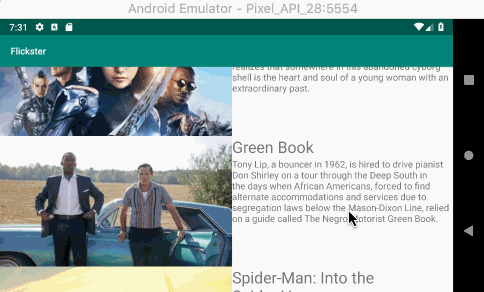 Android Emulator - Pixel_API_28:5554
7:31
Flickster
realizes that somewhere in this abandoned cyborg
shell is the heart and soul of a young woman with an
extraordinary past.
Green Book
Tony Lip, a bouncer in 1962, is hired to drive pianist
Don Shirley on a tour through the Deep South in
the days when African Americans, forced to find
alternate accommodations and services due to
segregation laws below the Mason-Dixon Line, relied
on a guide called The Negro Motorist Green Book.
Spider-Man: Into the